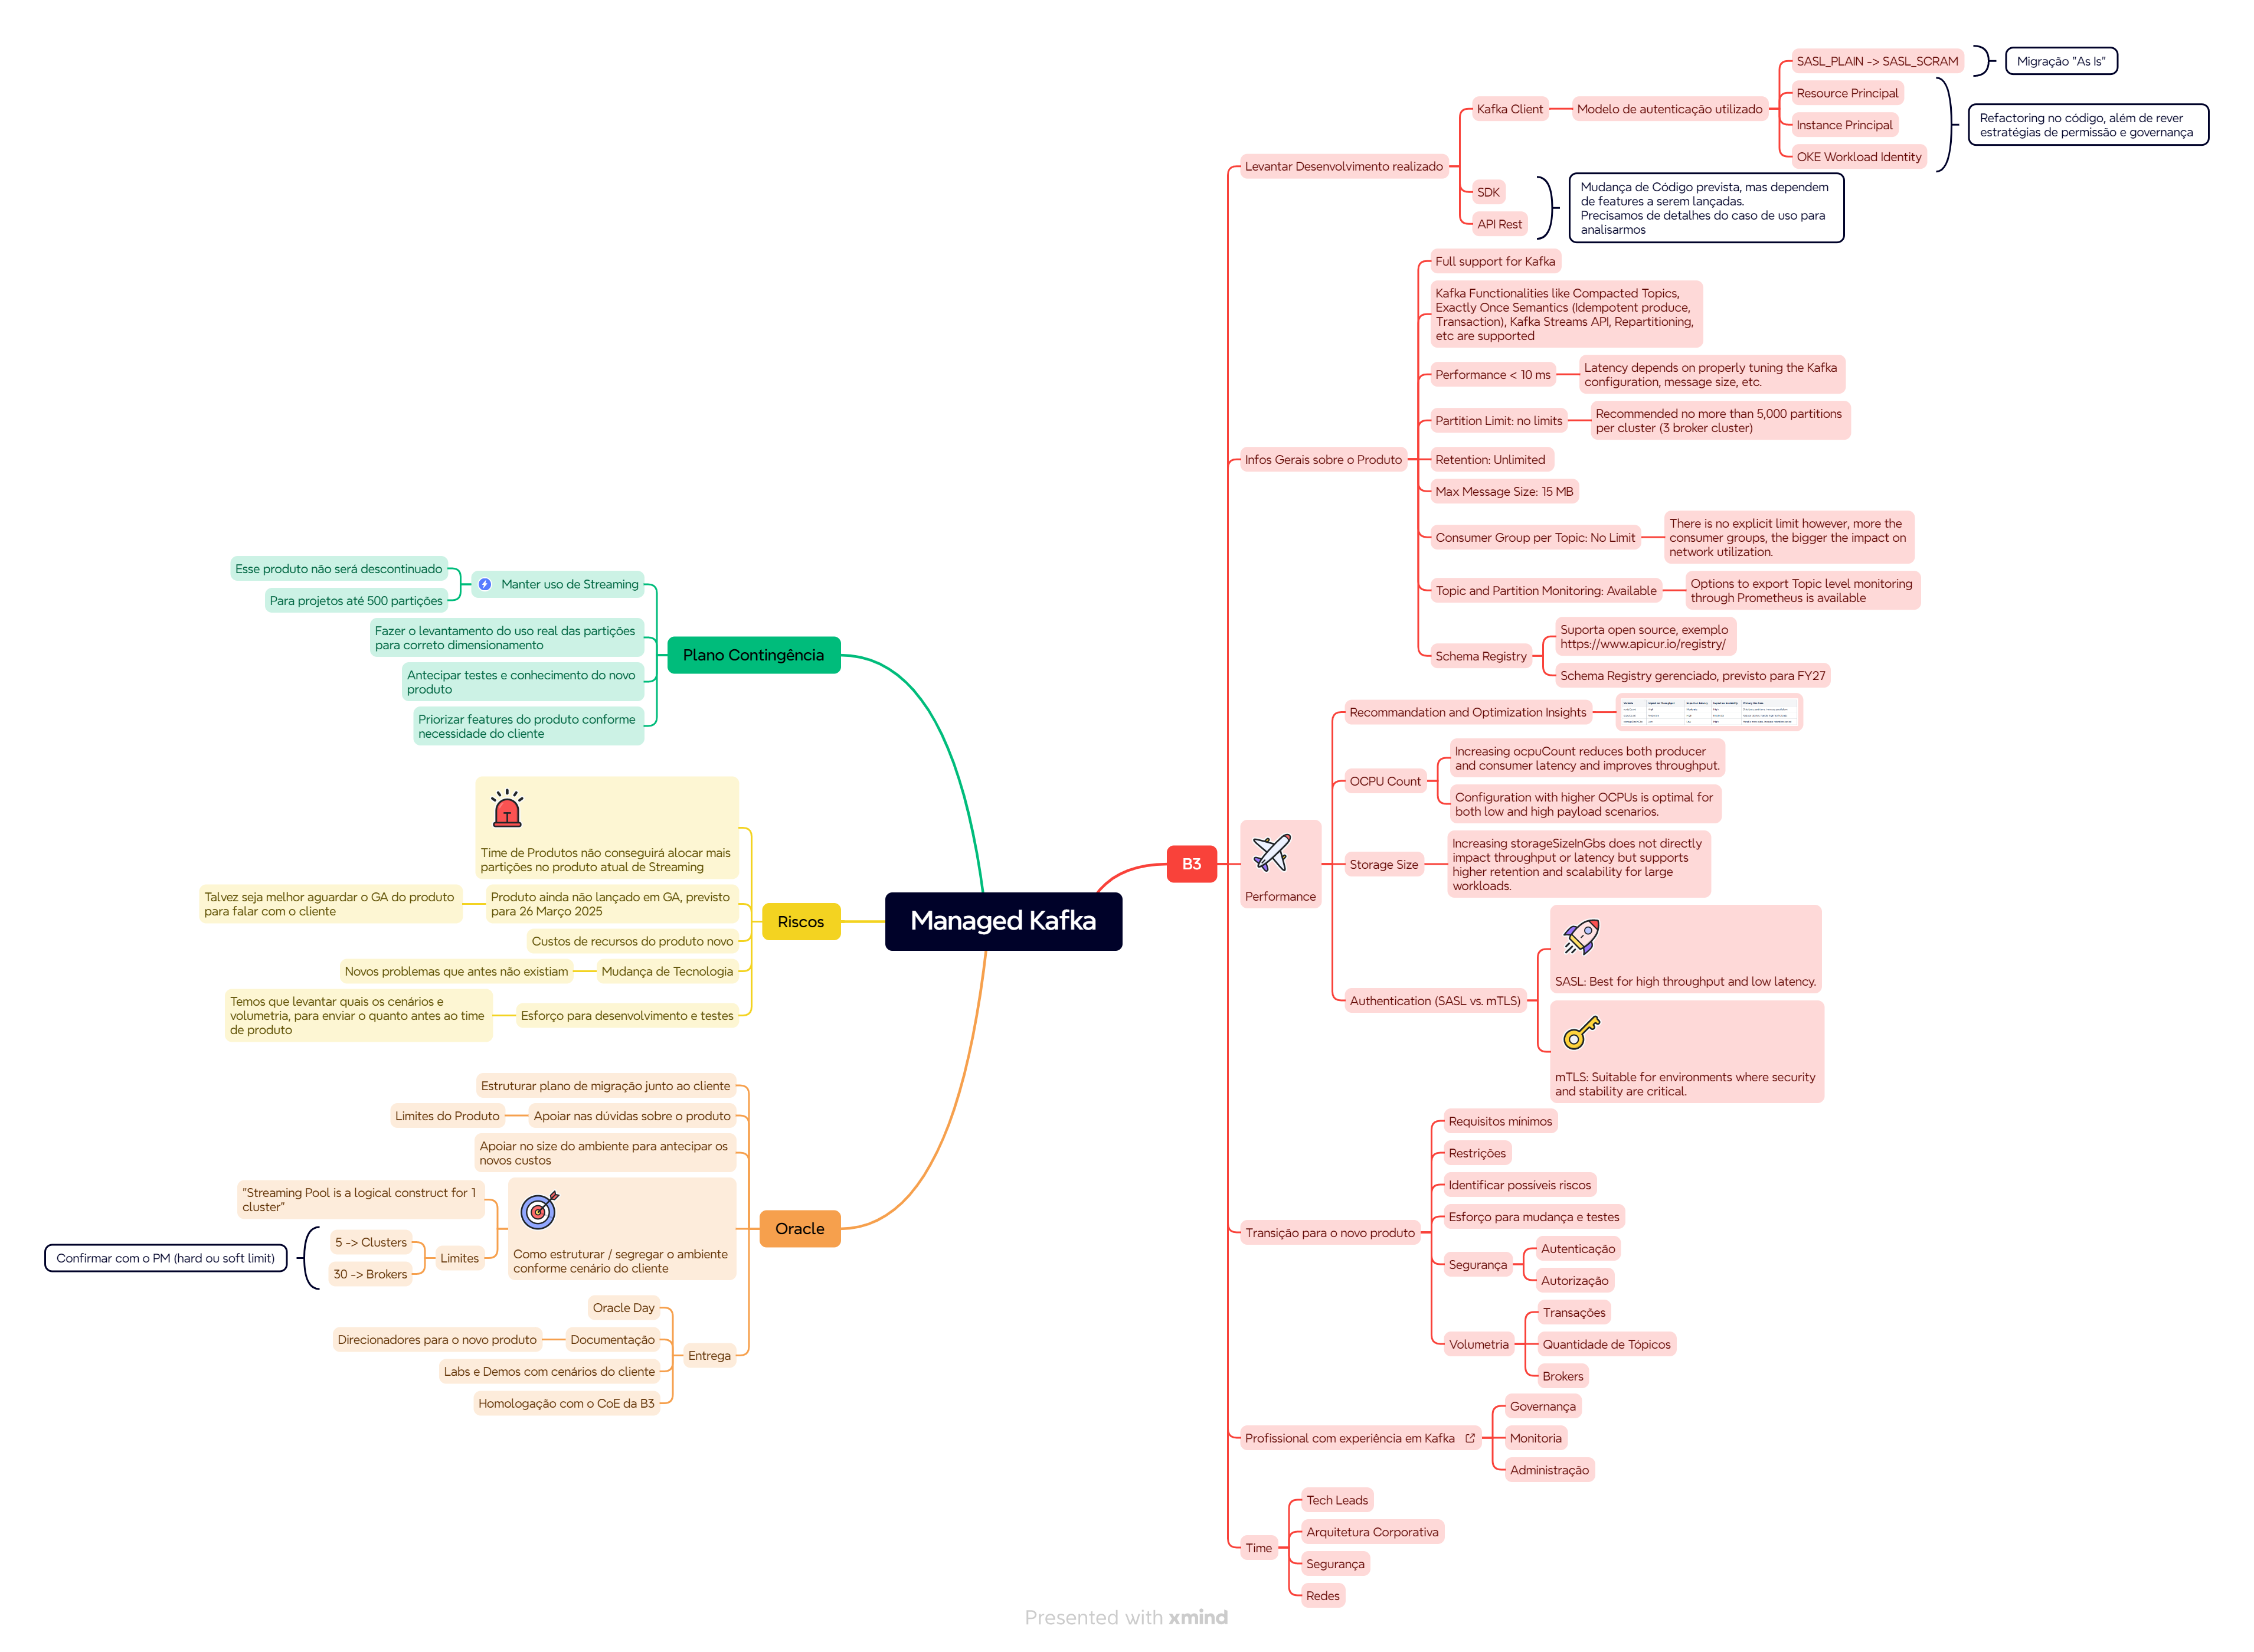 Managed Kafka
B3
Levantar Desenvolvimento realizado
Kafka Client
Modelo de autenticação utilizado
SASL_PLAIN -> SASL_SCRAM
Migração "As Is"
Resource Principal
Instance Principal
OKE Workload Identity
Refactoring no código, além de rever
estratégias de permissão e governança
SDK
API Rest
Mudança de Código prevista, mas dependem
de features a serem lançadas.
Precisamos de detalhes do caso de uso para
analisarmos
Infos Gerais sobre o Produto
Full support for Kafka
Kafka Functionalities like Compacted Topics,
Exactly Once Semantics (Idempotent produce,
Transaction), Kafka Streams API, Repartitioning,
etc are supported
Performance < 10 ms
Latency depends on properly tuning the Kafka
configuration, message size, etc.
Partition Limit: no limits
Recommended no more than 5,000 partitions
per cluster (3 broker cluster)
Retention: Unlimited
Max Message Size: 15 MB
Consumer Group per Topic: No Limit
There is no explicit limit however, more the
consumer groups, the bigger the impact on
network utilization.
Topic and Partition Monitoring: Available
Options to export Topic level monitoring
through Prometheus is available
Schema Registry
Suporta open source, exemplo
https://www.apicur.io/registry/
Schema Registry gerenciado, previsto para FY27
Performance
Recommandation and Optimization Insights
OCPU Count
Increasing ocpuCount reduces both producer
and consumer latency and improves throughput.
Configuration with higher OCPUs is optimal for
both low and high payload scenarios.
Storage Size
Increasing storageSizeInGbs does not directly
impact throughput or latency but supports
higher retention and scalability for large
workloads.
Authentication (SASL vs. mTLS)
SASL: Best for high throughput and low latency.
mTLS: Suitable for environments where security
and stability are critical.
Transição para o novo produto
Requisitos mínimos
Restrições
Identificar possíveis riscos
Esforço para mudança e testes
Segurança
Autenticação
Autorização
Volumetria
Transações
Quantidade de Tópicos
Brokers
Profissional com experiência em Kafka
Governança
Monitoria
Administração
Time
Tech Leads
Arquitetura Corporativa
Segurança
Redes
Plano Contingência
Manter uso de Streaming
Esse produto não será descontinuado
Para projetos até 500 partições
Fazer o levantamento do uso real das partições
para correto dimensionamento
Antecipar testes e conhecimento do novo
produto
Priorizar features do produto conforme
necessidade do cliente
Riscos
Time de Produtos não conseguirá alocar mais
partições no produto atual de Streaming
Produto ainda não lançado em GA, previsto
para 26 Março 2025
Talvez seja melhor aguardar o GA do produto
para falar com o cliente
Custos de recursos do produto novo
Mudança de Tecnologia
Novos problemas que antes não existiam
Esforço para desenvolvimento e testes
Temos que levantar quais os cenários e
volumetria, para enviar o quanto antes ao time
de produto
Oracle
Estruturar plano de migração junto ao cliente
Apoiar nas dúvidas sobre o produto
Limites do Produto
Apoiar no size do ambiente para antecipar os
novos custos
Como estruturar / segregar o ambiente
conforme cenário do cliente
"Streaming Pool is a logical construct for 1
cluster"
Limites
5 -> Clusters
30 -> Brokers
Confirmar com o PM (hard ou soft limit)
Entrega
Oracle Day
Documentação
Direcionadores para o novo produto
Labs e Demos com cenários do cliente
Homologação com o CoE da B3
Presented with xmind